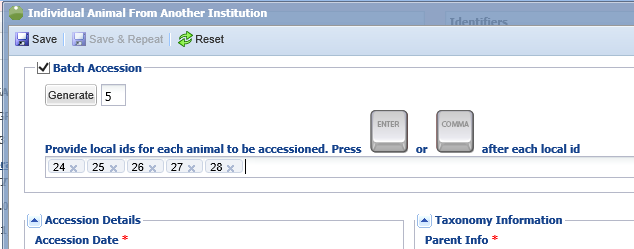 Individual Animal From Another Institution
Identifiers
Save Save & Repeat Reset
Batch Accession
Generate 5
ENTER COMMA
Provide local ids for each animal to be accessioned. Press or after each local id
24 x 25 x 26 x 27 x 28 x
Accession Details Taxonomy Information
Accession Date * Parent Info *